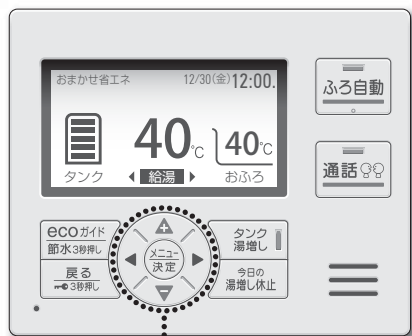 おまかせ省エネ 12/30(金)12:00.
ふろ自動
40℃ 40℃
タンク 給湯 おふろ
通話
ecoガイド
節水3秒押し
タンク
湯増し
メニュー
決定
戻る
3秒押し
今日の
湯増し休止